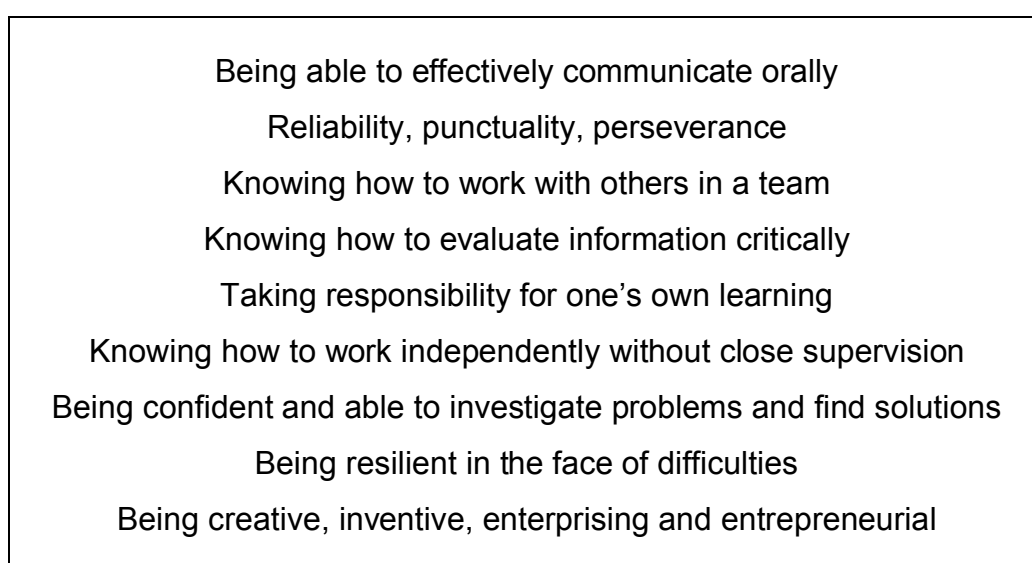 Being able to effectively communicate orally
Reliability, punctuality, perseverance
Knowing how to work with others in a team
Knowing how to evaluate information critically
Taking responsibility for one’s own learning
Knowing how to work independently without close supervision
Being confident and able to investigate problems and find solutions
Being resilient in the face of difficulties
Being creative, inventive, enterprising and entrepreneurial